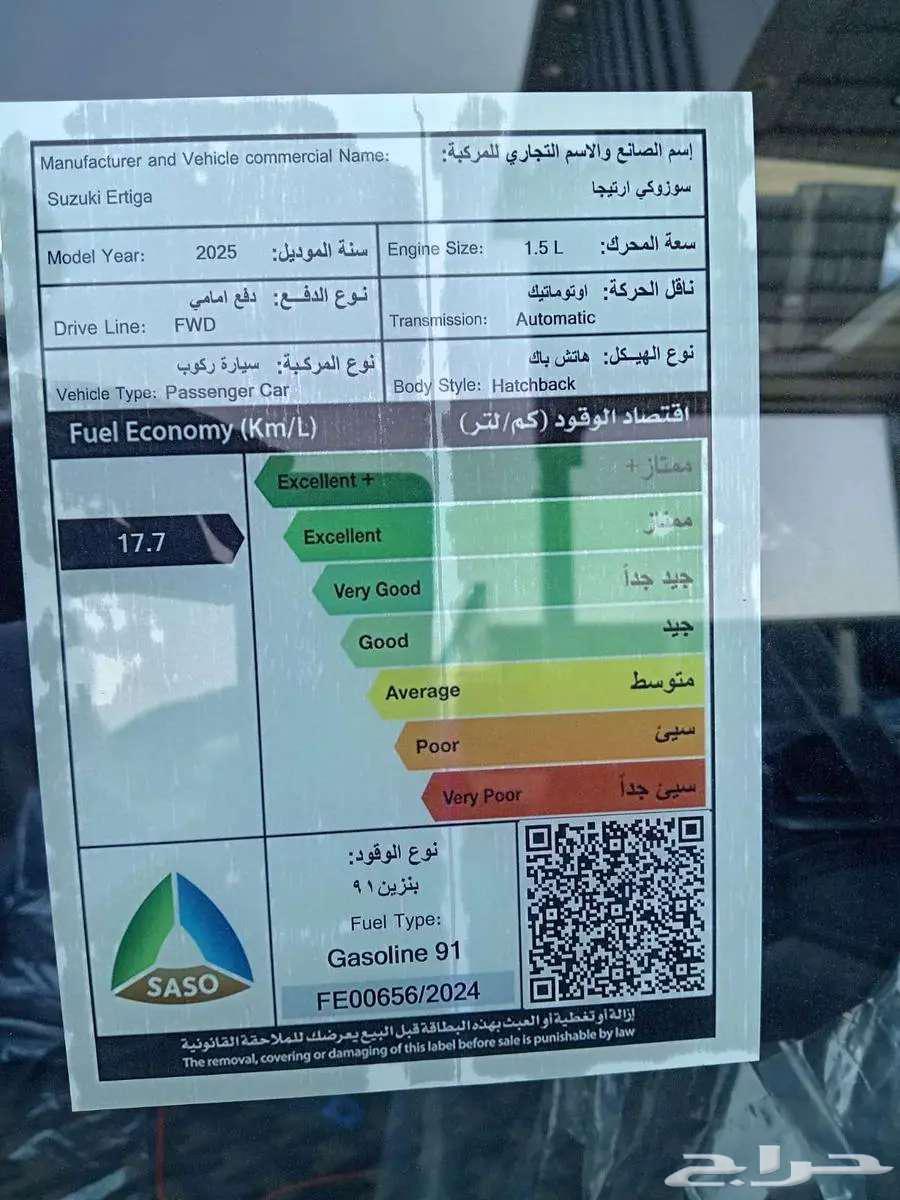 Manufacturer and Vehicle commercial Name: إسم الصانع والاسم التجاري للمركبة:
Suzuki Ertiga سوزوكي ارتيجا
Model Year: 2025 سنة الموديل:
Engine Size: 1.5 L سعة المحرك:
نوع الدفع: دفع امامي
Drive Line: FWD
ناقل الحركة: اوتوماتيك
Transmission: Automatic
نوع المركبة: سيارة ركوب
Vehicle Type: Passenger Car
نوع الهيكل: هاتش باك
Body Style: Hatchback
Fuel Economy (Km/L) اقتصاد الوقود (كم/لتر)
17.7
Excellent + ممتاز +
Excellent ممتاز
Very Good جيد جداً
Good جيد
Average متوسط
Poor سيئ
Very Poor سيئ جداً
SASO
نوع الوقود:
بنزين ٩١
Fuel Type:
Gasoline 91
FE00656/2024
إزالة أو تغطية أو العبث بهذه البطاقة قبل البيع يعرضك للملاحقة القانونية
The removal, covering or damaging of this label before sale is punishable by law
حراج